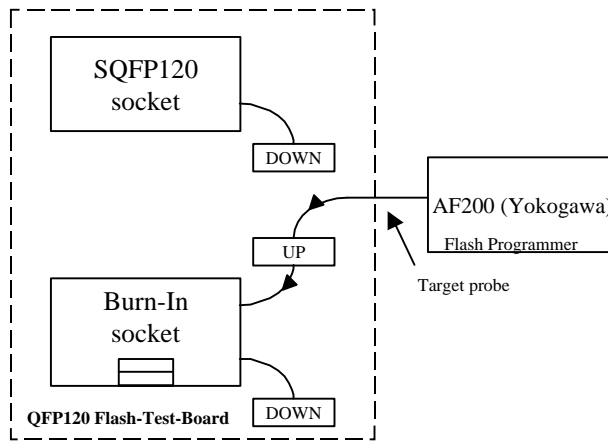 SQFP120
socket
DOWN
AF200 (Yokogawa)
Flash Programmer
UP
Target probe
Burn-In
socket
DOWN
QFP120 Flash-Test-Board